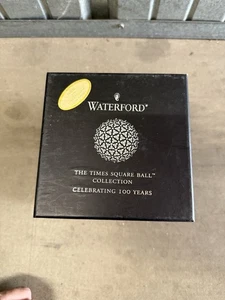 WATERFORD®
THE TIMES SQUARE BALL™
COLLECTION
CELEBRATING 100 YEARS